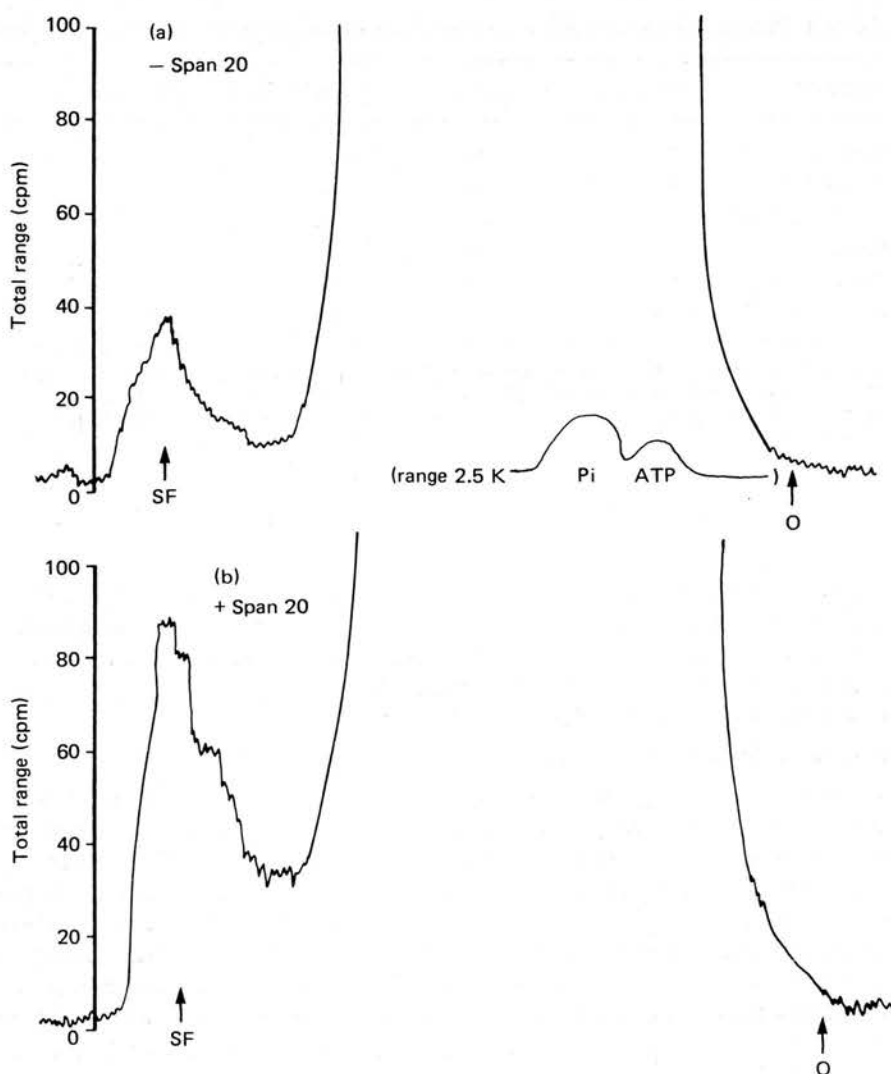 100
(a)
– Span 20
80
60
40
20
0
Total range (cpm)
SF
(range 2.5 K
Pi
ATP
)
O
100
(b)
+ Span 20
80
60
40
20
0
Total range (cpm)
SF
O